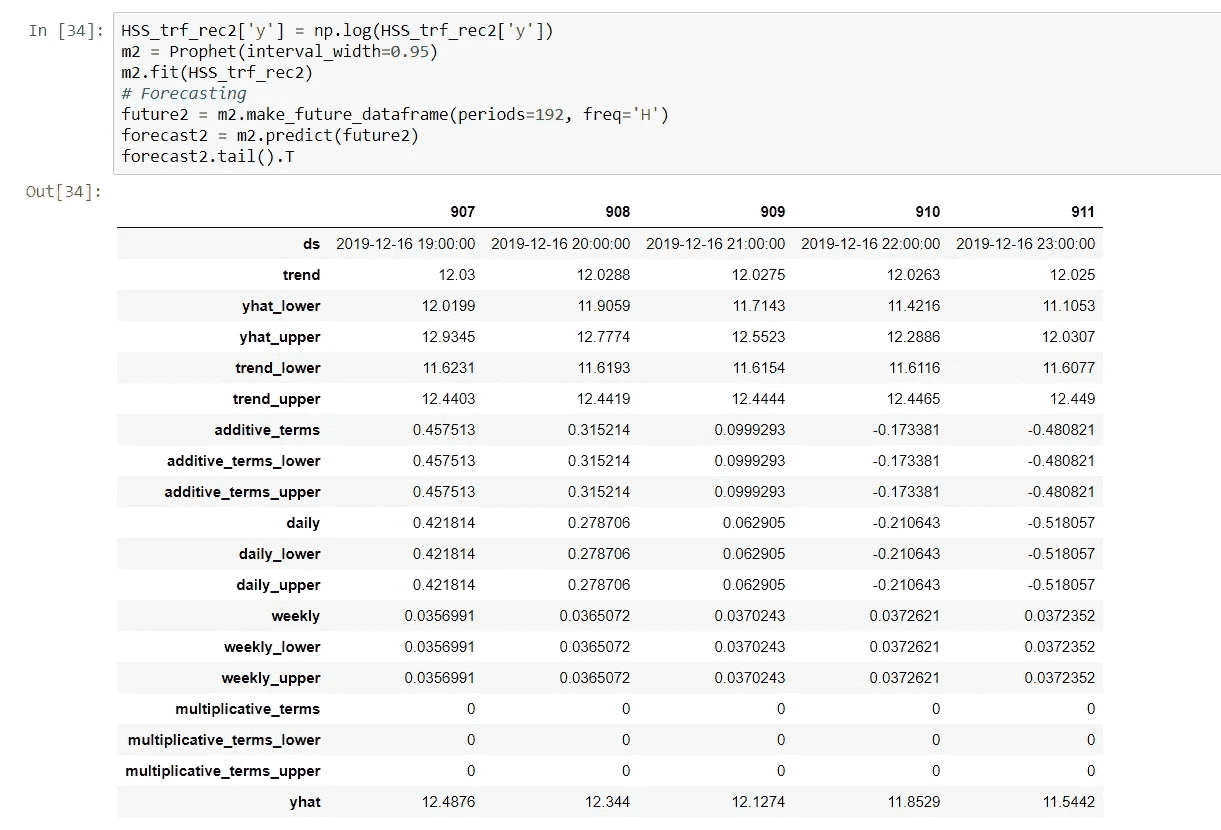 In [34]: HSS_trf_rec2['y'] = np.log(HSS_trf_rec2['y'])
m2 = Prophet(interval_width=0.95)
m2.fit(HSS_trf_rec2)
# Forecasting
future2 = m2.make_future_dataframe(periods=192, freq='H')
forecast2 = m2.predict(future2)
forecast2.tail().T
Out[34]:
907 908 909 910 911
ds 2019-12-16 19:00:00 2019-12-16 20:00:00 2019-12-16 21:00:00 2019-12-16 22:00:00 2019-12-16 23:00:00
trend 12.03 12.0288 12.0275 12.0263 12.025
yhat_lower 12.0199 11.9059 11.7143 11.4216 11.1053
yhat_upper 12.9345 12.7774 12.5523 12.2886 12.0307
trend_lower 11.6231 11.6193 11.6154 11.6116 11.6077
trend_upper 12.4403 12.4419 12.4444 12.4465 12.449
additive_terms 0.457513 0.315214 0.0999293 -0.173381 -0.480821
additive_terms_lower 0.457513 0.315214 0.0999293 -0.173381 -0.480821
additive_terms_upper 0.457513 0.315214 0.0999293 -0.173381 -0.480821
daily 0.421814 0.278706 0.062905 -0.210643 -0.518057
daily_lower 0.421814 0.278706 0.062905 -0.210643 -0.518057
daily_upper 0.421814 0.278706 0.062905 -0.210643 -0.518057
weekly 0.0356991 0.0365072 0.0370243 0.0372621 0.0372352
weekly_lower 0.0356991 0.0365072 0.0370243 0.0372621 0.0372352
weekly_upper 0.0356991 0.0365072 0.0370243 0.0372621 0.0372352
multiplicative_terms 0 0 0 0 0
multiplicative_terms_lower 0 0 0 0 0
multiplicative_terms_upper 0 0 0 0 0
yhat 12.4876 12.344 12.1274 11.8529 11.5442